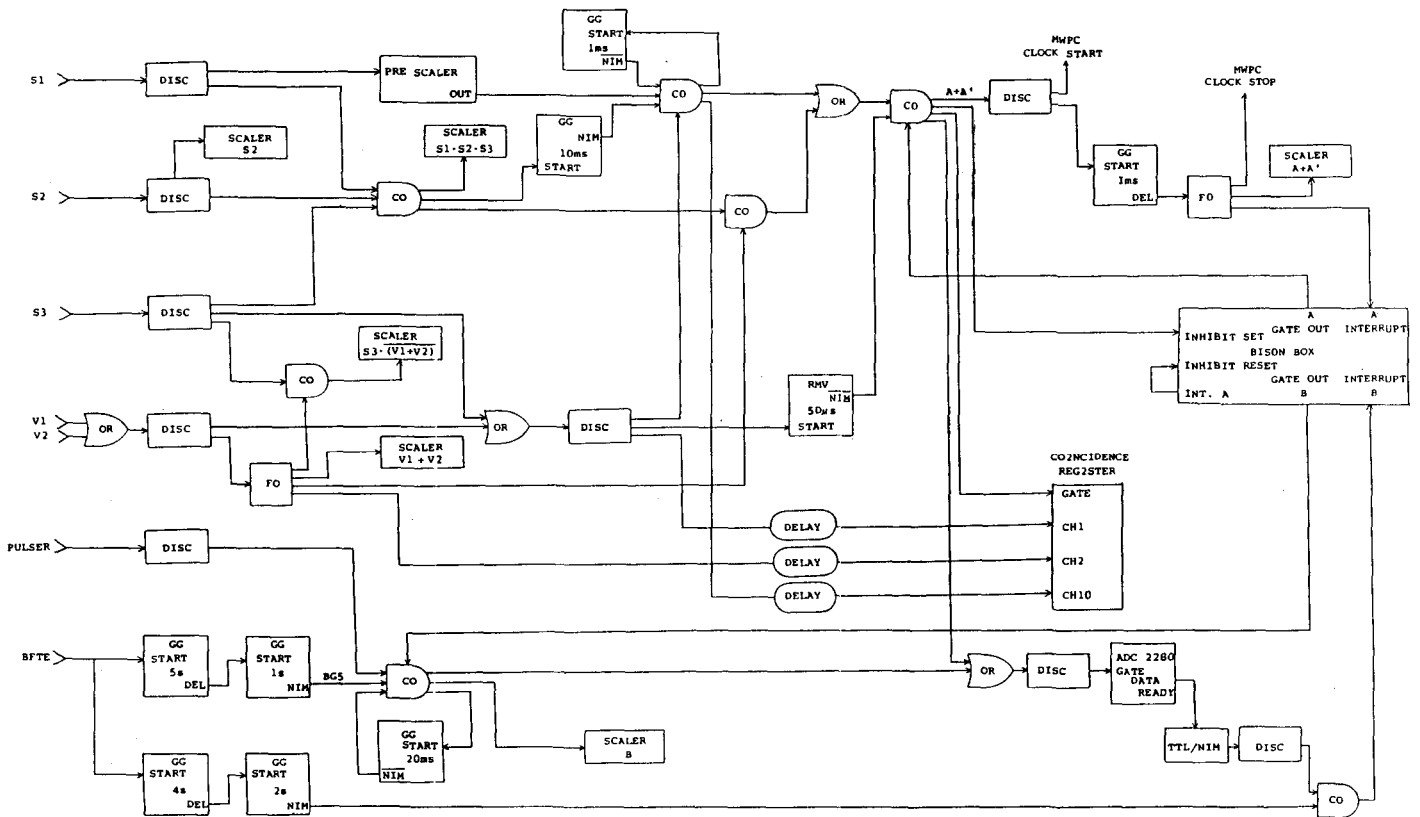 S1
DISC
PRE SCALER
OUT
GG
START
1ms
NIM
CO
MWPC
CLOCK START
MWPC
CLOCK STOP
OR
CO
A+A'
DISC
SCALER
S2
SCALER
S1·S2·S3
GG
NIM
10ms
START
S2
DISC
CO
CO
GG
START
1ms
DEL
FO
SCALER
A+A'
S3
DISC
SCALER
S3·(V1+V2)
CO
A
GATE OUT
A
INTERRUPT
INHIBIT SET
BISON BOX
INHIBIT RESET
GATE OUT
INTERRUPT
INT. A
B
B
RMV
NIM
50µs
START
V1
V2
OR
DISC
OR
DISC
SCALER
V1 + V2
FO
CO2NCIDENCE
REG2STER
GATE
CH1
CH2
CH10
DELAY
DELAY
DELAY
PULSER
DISC
BFTE
GG
START
5s
DEL
GG
START
1s
NIM
BG5
CO
GG
START
20ms
NIM
SCALER
B
OR
DISC
ADC 2280
GATE
DATA
READY
TTL/NIM
DISC
CO
GG
START
4s
DEL
GG
START
2s
NIM